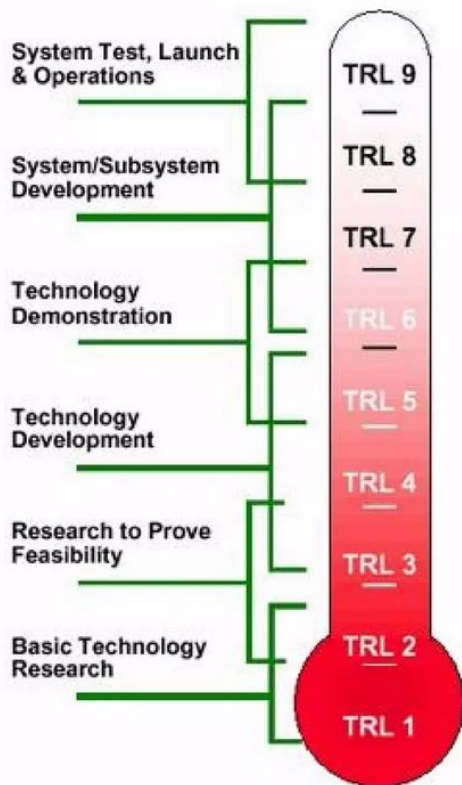 System Test, Launch
& Operations
System/Subsystem
Development
Technology
Demonstration
Technology
Development
Research to Prove
Feasibility
Basic Technology
Research
TRL 9
TRL 8
TRL 7
TRL 6
TRL 5
TRL 4
TRL 3
TRL 2
TRL 1